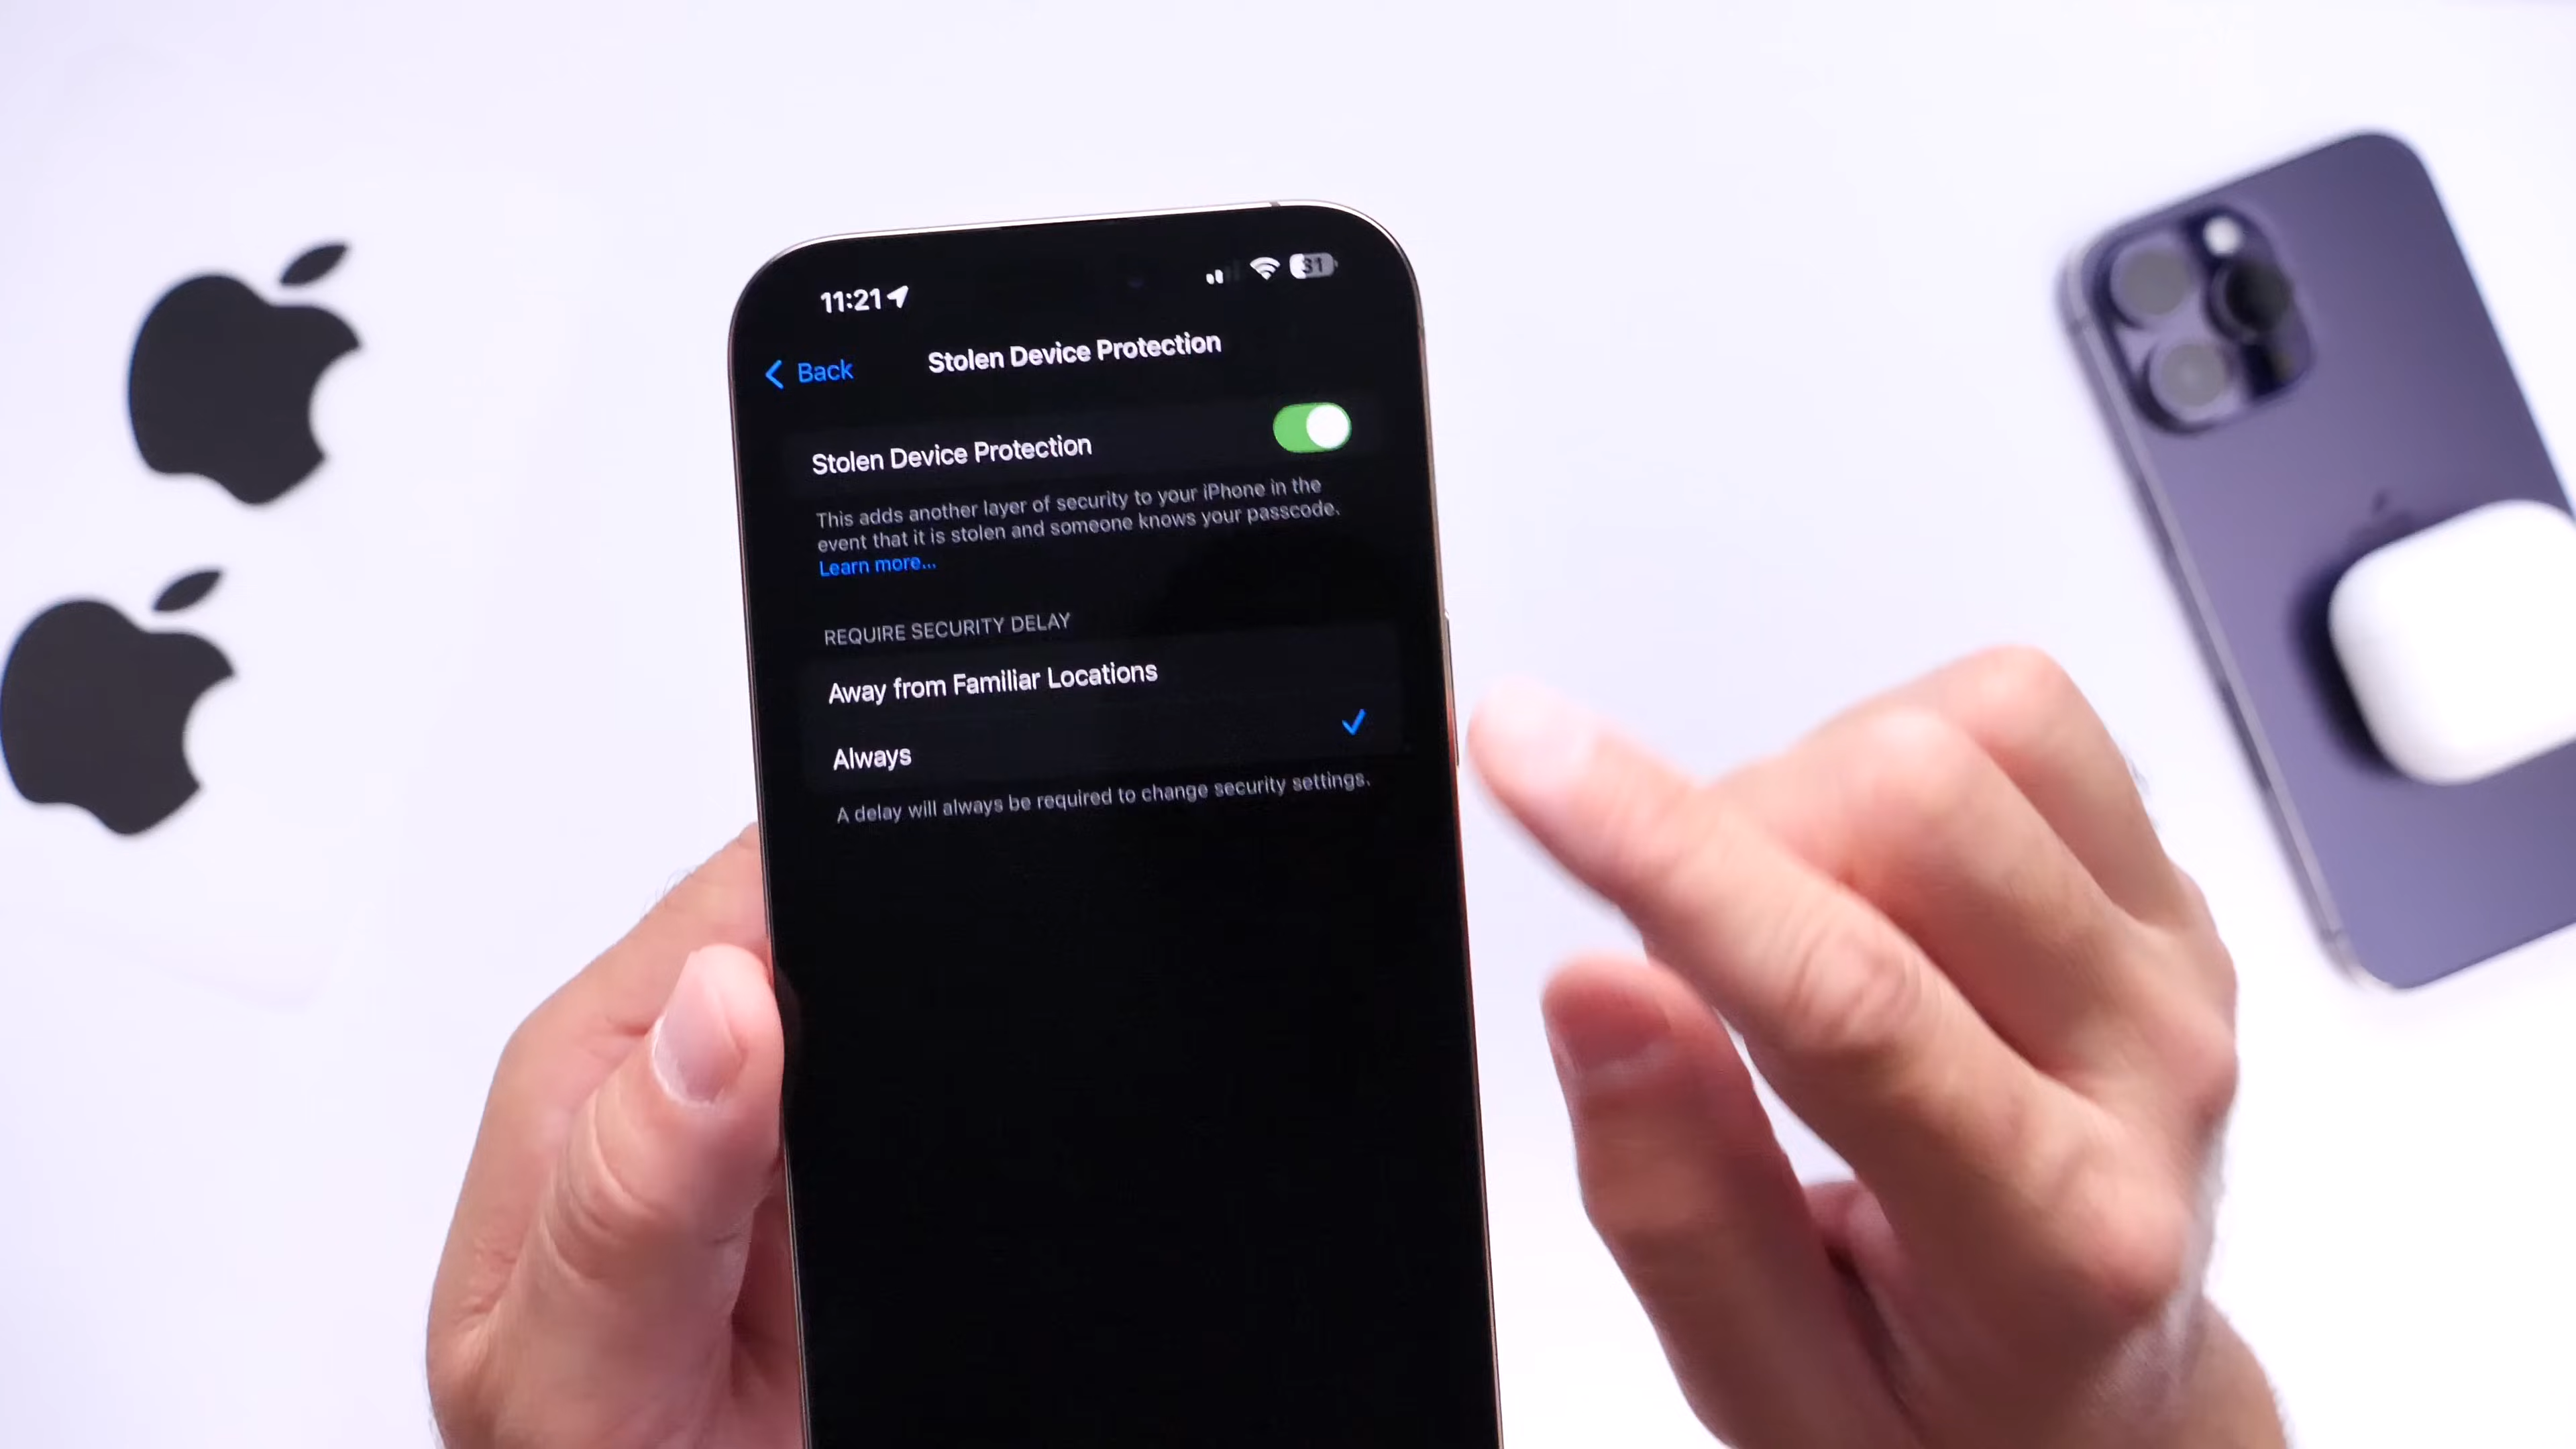 11:21
31
Back
Stolen Device Protection
Stolen Device Protection
This adds another layer of security to your iPhone in the
event that it is stolen and someone knows your passcode.
Learn more...
REQUIRE SECURITY DELAY
Away from Familiar Locations
Always
A delay will always be required to change security settings.